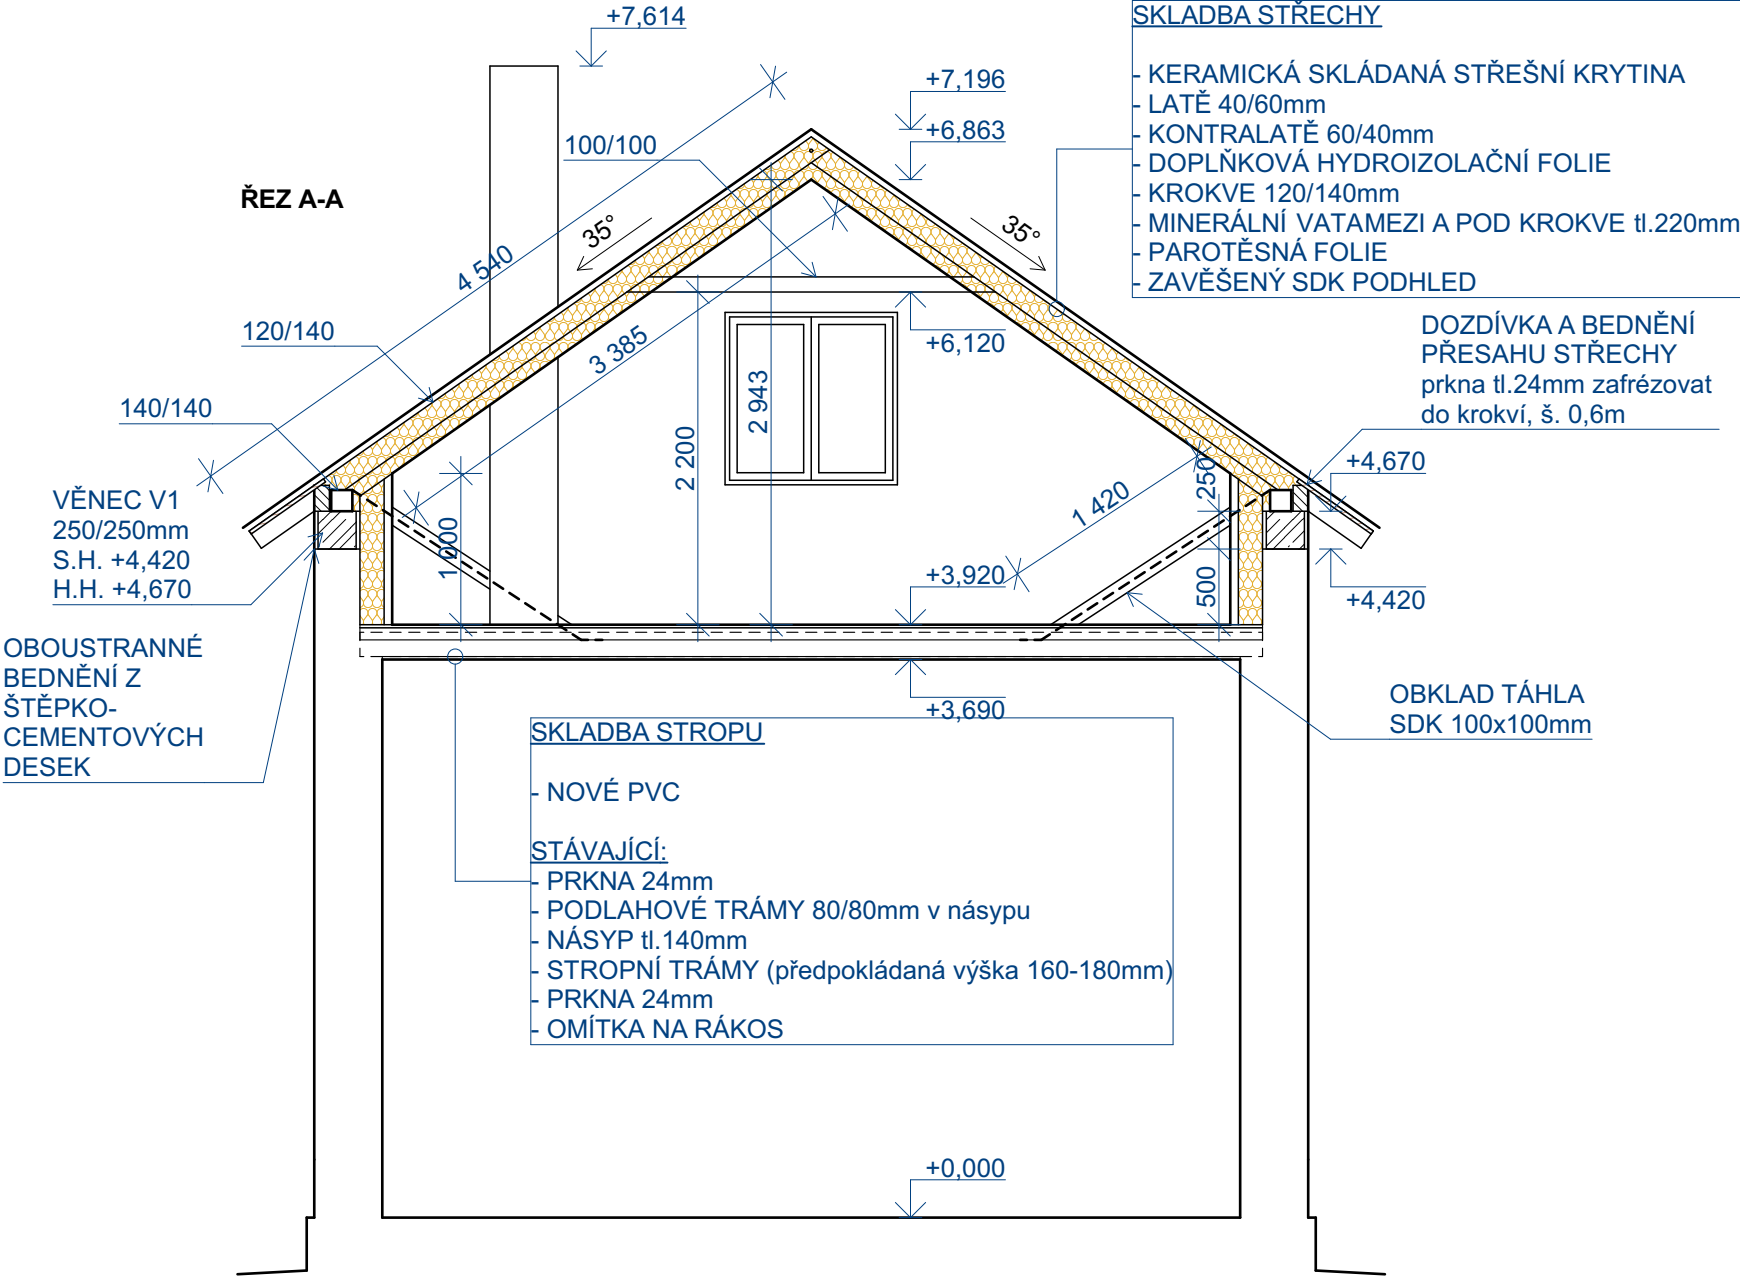 +7,614
SKLADBA STŘECHY
- KERAMICKÁ SKLÁDANÁ STŘEŠNÍ KRYTINA
- LATĚ 40/60mm
- KONTRALATĚ 60/40mm
- DOPLŇKOVÁ HYDROIZOLAČNÍ FOLIE
- KROKVE 120/140mm
- MINERÁLNÍ VATAMEZI A POD KROKVE tl.220mm
- PAROTĚSNÁ FOLIE
- ZAVĚŠENÝ SDK PODHLED
+7,196
+6,863
100/100
ŘEZ A-A
35°
35°
4 540
120/140
3 385
+6,120
DOZDÍVKA A BEDNĚNÍ
PŘESAHU STŘECHY
prkna tl.24mm zafrézovat
do krokví, š. 0,6m
140/140
2 943
2 200
+4,670
250
1 420
VĚNEC V1
250/250mm
S.H. +4,420
H.H. +4,670
1 000
+3,920
500
+4,420
OBOUSTRANNÉ
BEDNĚNÍ Z
ŠTĚPKO-
CEMENTOVÝCH
DESEK
+3,690
OBKLAD TÁHLA
SDK 100x100mm
SKLADBA STROPU
- NOVÉ PVC
STÁVAJÍCÍ:
- PRKNA 24mm
- PODLAHOVÉ TRÁMY 80/80mm v násypu
- NÁSYP tl.140mm
- STROPNÍ TRÁMY (předpokládaná výška 160-180mm)
- PRKNA 24mm
- OMÍTKA NA RÁKOS
+0,000